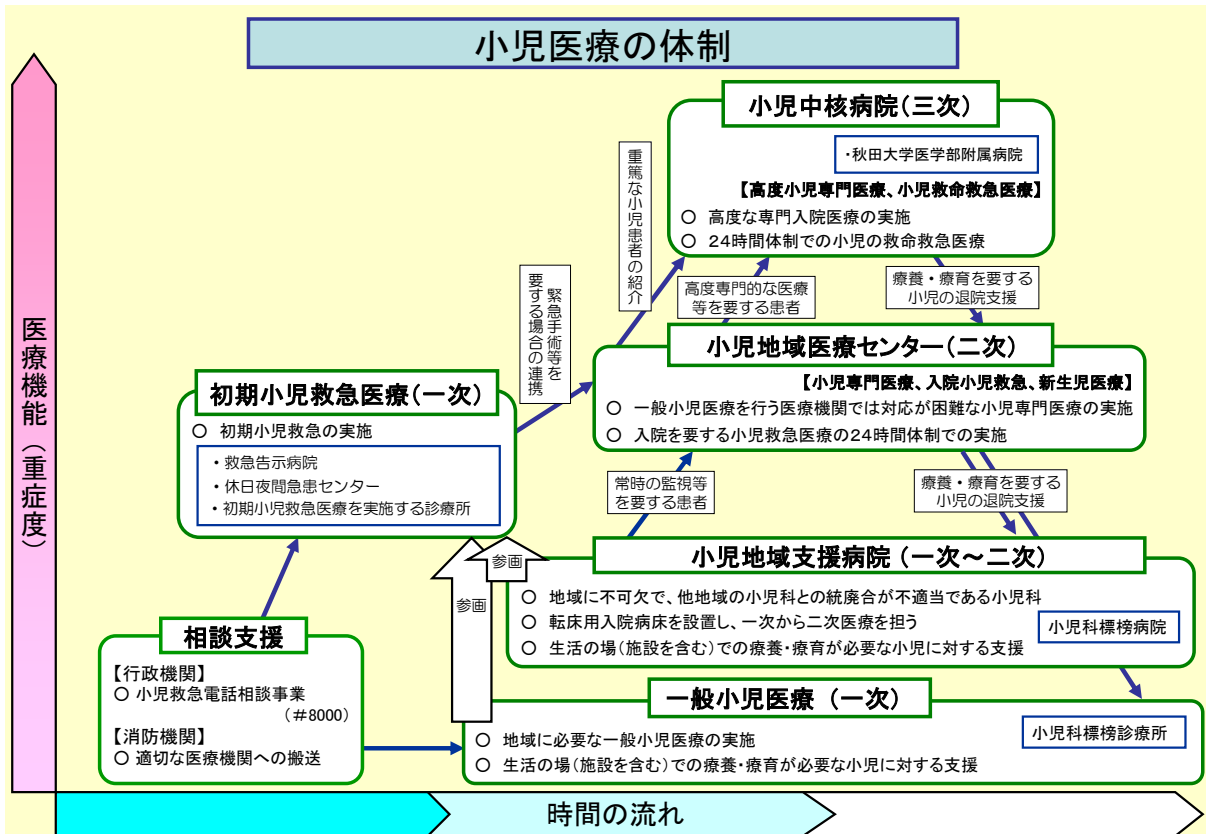 小児医療の体制
医療機能（重症度）
小児中核病院（三次）
・秋田大学医学部附属病院
【高度小児専門医療、小児救命救急医療】
○ 高度な専門入院医療の実施
○ 24時間体制での小児の救命救急医療
重篤な小児患者の紹介
高度専門的な医療
等を要する患者
療養・療育を要する
小児の退院支援
緊急手術等を
要する場合の連携
小児地域医療センター（二次）
【小児専門医療、入院小児救急、新生児医療】
○ 一般小児医療を行う医療機関では対応が困難な小児専門医療の実施
○ 入院を要する小児救急医療の24時間体制での実施
初期小児救急医療（一次）
○ 初期小児救急の実施
・救急告示病院
・休日夜間急患センター
・初期小児救急医療を実施する診療所
常時の監視等
を要する患者
療養・療育を要する
小児の退院支援
小児地域支援病院（一次～二次）
○ 地域に不可欠で、他地域の小児科との統廃合が不適当である小児科
○ 転床用入院病床を設置し、一次から二次医療を担う
○ 生活の場（施設を含む）での療養・療育が必要な小児に対する支援
小児科標榜病院
参画
参画
相談支援
【行政機関】
○ 小児救急電話相談事業
（＃8000）
【消防機関】
○ 適切な医療機関への搬送
一般小児医療（一次）
○ 地域に必要な一般小児医療の実施
○ 生活の場（施設を含む）での療養・療育が必要な小児に対する支援
小児科標榜診療所
時間の流れ